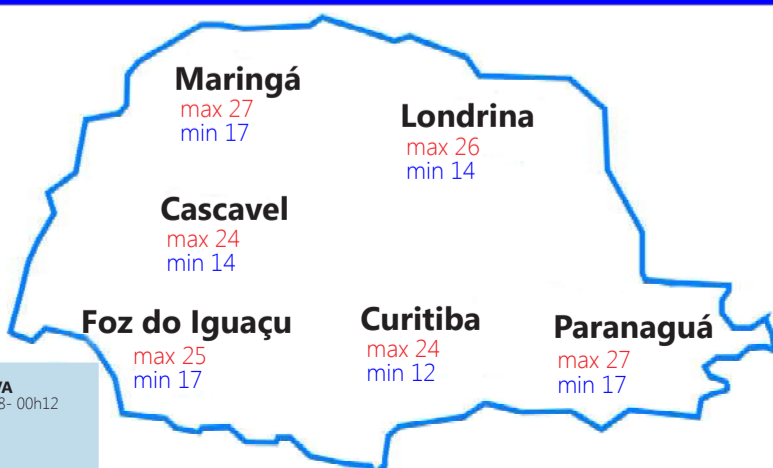 Maringá
max 27
min 17
Londrina
max 26
min 14
Cascavel
max 24
min 14
Foz do Iguaçu
max 25
min 17
Curitiba
max 24
min 12
Paranaguá
max 27
min 17
00h12